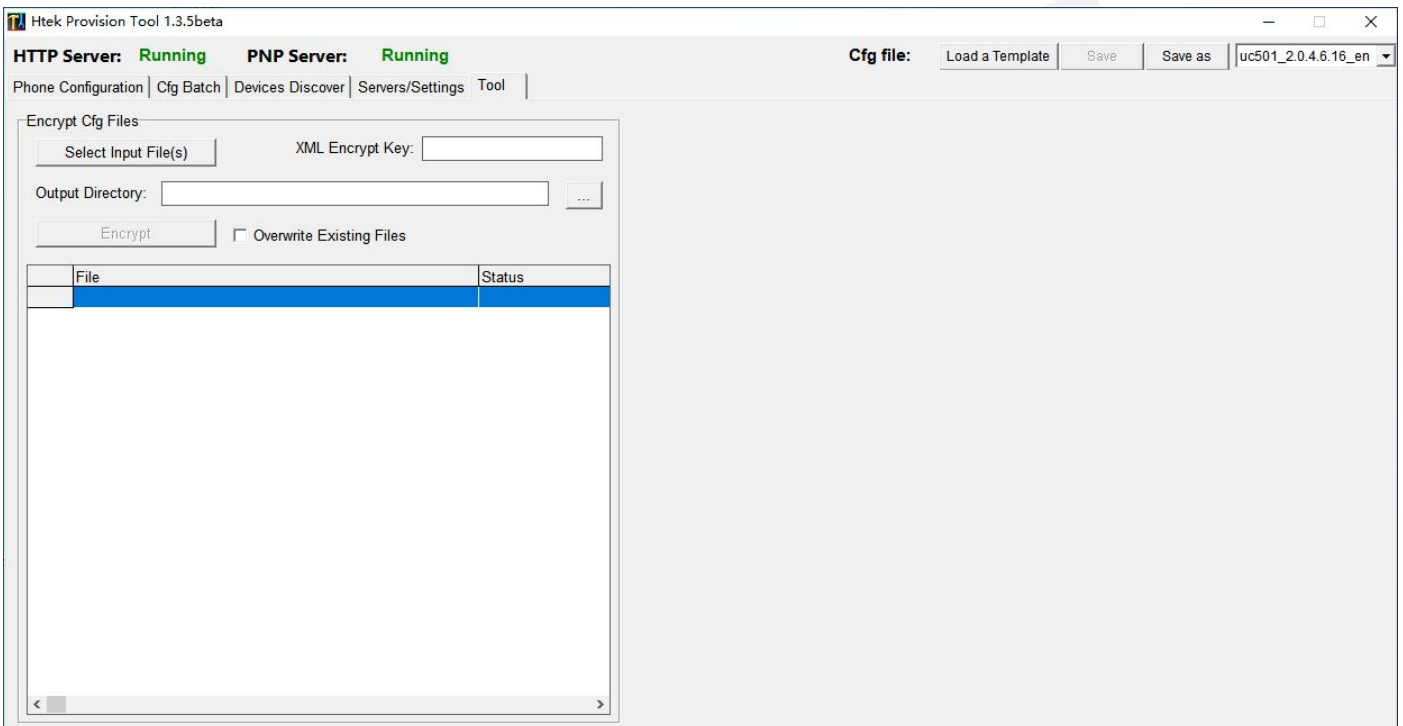 Htek Provision Tool 1.3.5beta
HTTP Server: Running PNP Server: Running Cfg file: Load a Template Save Save as uc501_2.0.4.6.16_en
Phone Configuration Cfg Batch Devices Discover Servers/Settings Tool
Encrypt Cfg Files
Select Input File(s) XML Encrypt Key:
Output Directory: ...
Encrypt Overwrite Existing Files
File Status